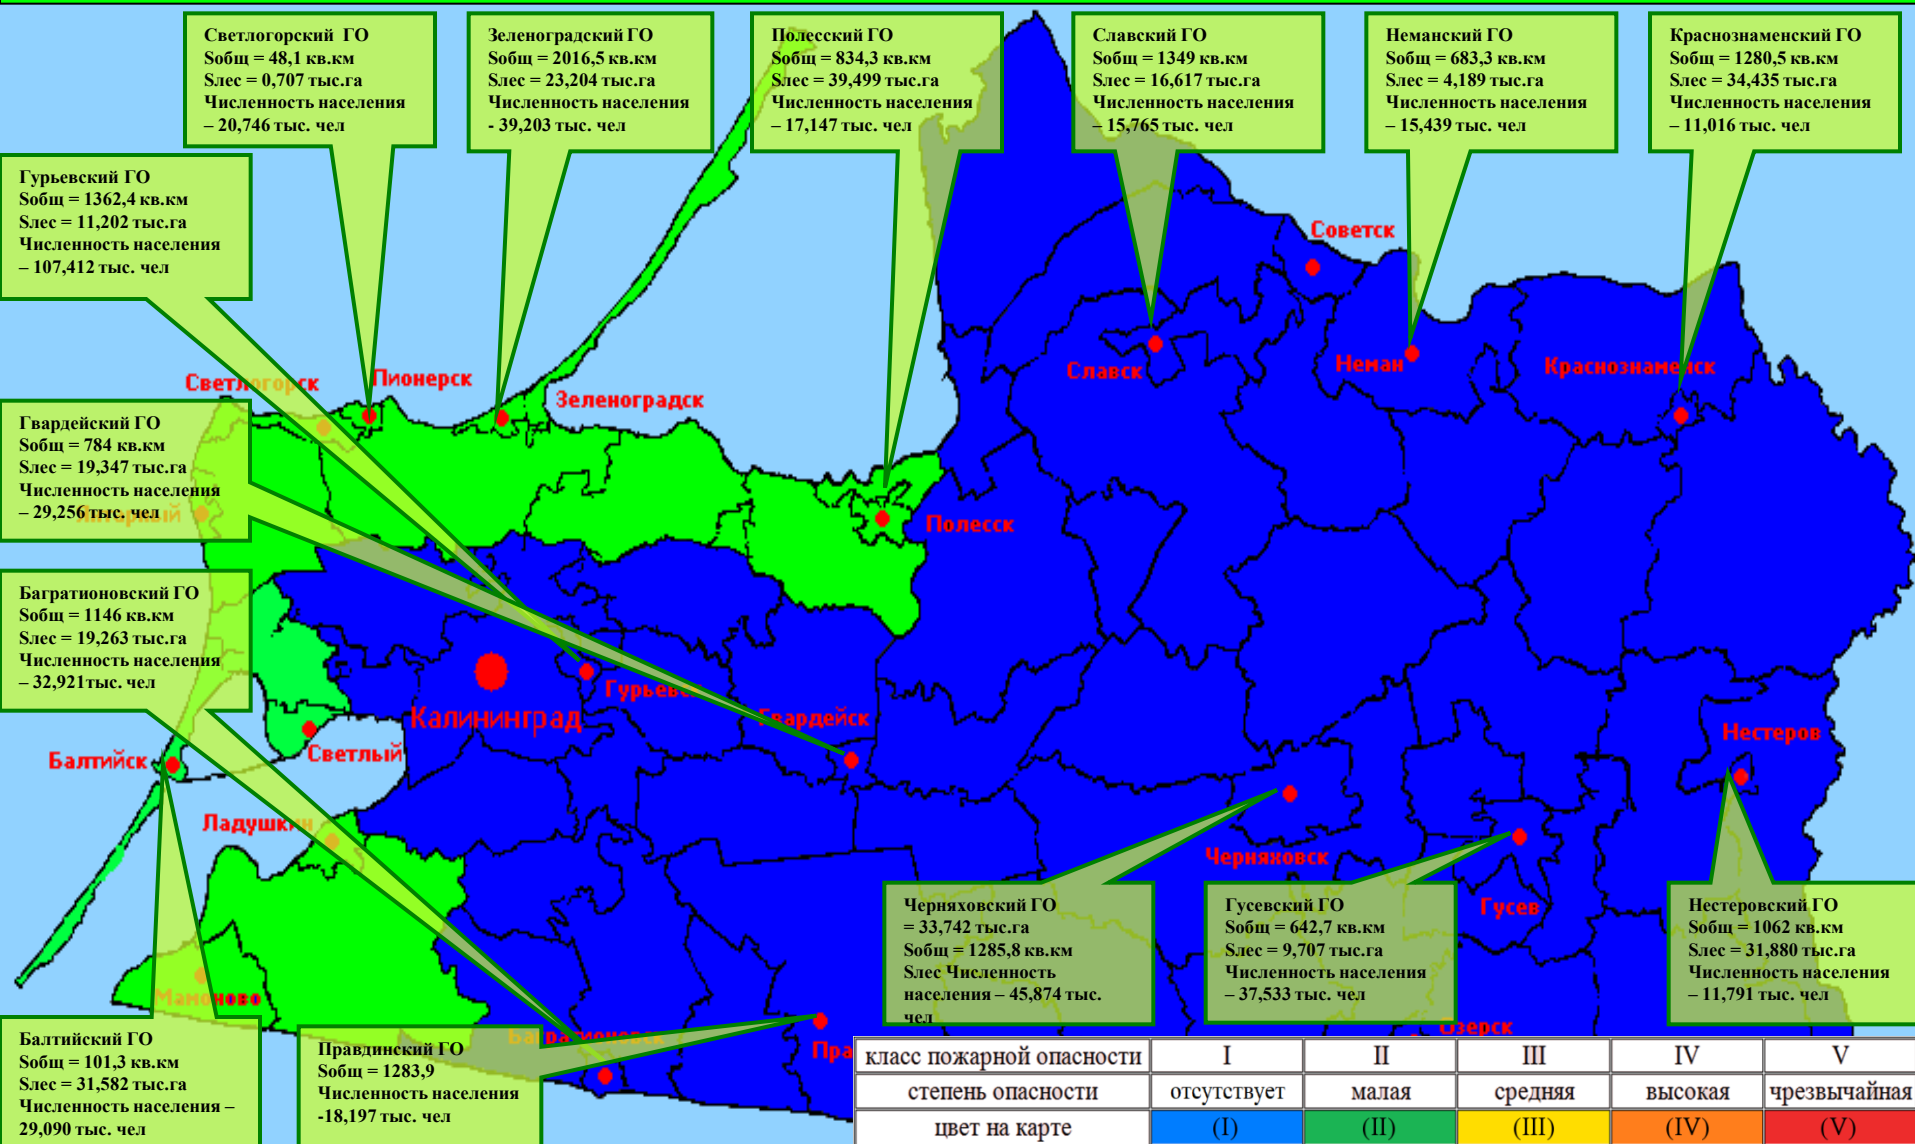 Светлогорский ГО
Sобщ = 48,1 кв.км
Sлес = 0,707 тыс.га
Численность населения
– 20,746 тыс. чел
Зеленоградский ГО
Sобщ = 2016,5 кв.км
Sлес = 23,204 тыс.га
Численность населения
- 39,203 тыс. чел
Полесский ГО
Sобщ = 834,3 кв.км
Sлес = 39,499 тыс.га
Численность населения
– 17,147 тыс. чел
Славский ГО
Sобщ = 1349 кв.км
Sлес = 16,617 тыс.га
Численность населения
– 15,765 тыс. чел
Неманский ГО
Sобщ = 683,3 кв.км
Sлес = 4,189 тыс.га
Численность населения
– 15,439 тыс. чел
Краснознаменский ГО
Sобщ = 1280,5 кв.км
Sлес = 34,435 тыс.га
Численность населения
– 11,016 тыс. чел
Гурьевский ГО
Sобщ = 1362,4 кв.км
Sлес = 11,202 тыс.га
Численность населения
– 107,412 тыс. чел
Советск
Славск
Неман
Краснознаменск
Светлогорск
Пионерск
Зеленоградск
Гвардейский ГО
Sобщ = 784 кв.км
Sлес = 19,347 тыс.га
Численность населения
– 29,256 тыс. чел
Янтарный
Полесск
Багратионовский ГО
Sобщ = 1146 кв.км
Sлес = 19,263 тыс.га
Численность населения
– 32,921тыс. чел
Гурьевск
Калининград
Гвардейск
Нестеров
Светлый
Балтийск
Ладушкин
Черняховск
Гусев
Мамоново
Черняховский ГО
= 33,742 тыс.га
Sобщ = 1285,8 кв.км
Sлес Численность
населения – 45,874 тыс.
чел
Гусевский ГО
Sобщ = 642,7 кв.км
Sлес = 9,707 тыс.га
Численность населения
– 37,533 тыс. чел
Нестеровский ГО
Sобщ = 1062 кв.км
Sлес = 31,880 тыс.га
Численность населения
– 11,791 тыс. чел
Балтийский ГО
Sобщ = 101,3 кв.км
Sлес = 31,582 тыс.га
Численность населения –
29,090 тыс. чел
Правдинский ГО
Sобщ = 1283,9
Численность населения
-18,197 тыс. чел
Багратионовск
Пра
Озерск
класс пожарной опасности I II III IV V
степень опасности отсутствует малая средняя высокая чрезвычайная
цвет на карте (I) (II) (III) (IV) (V)